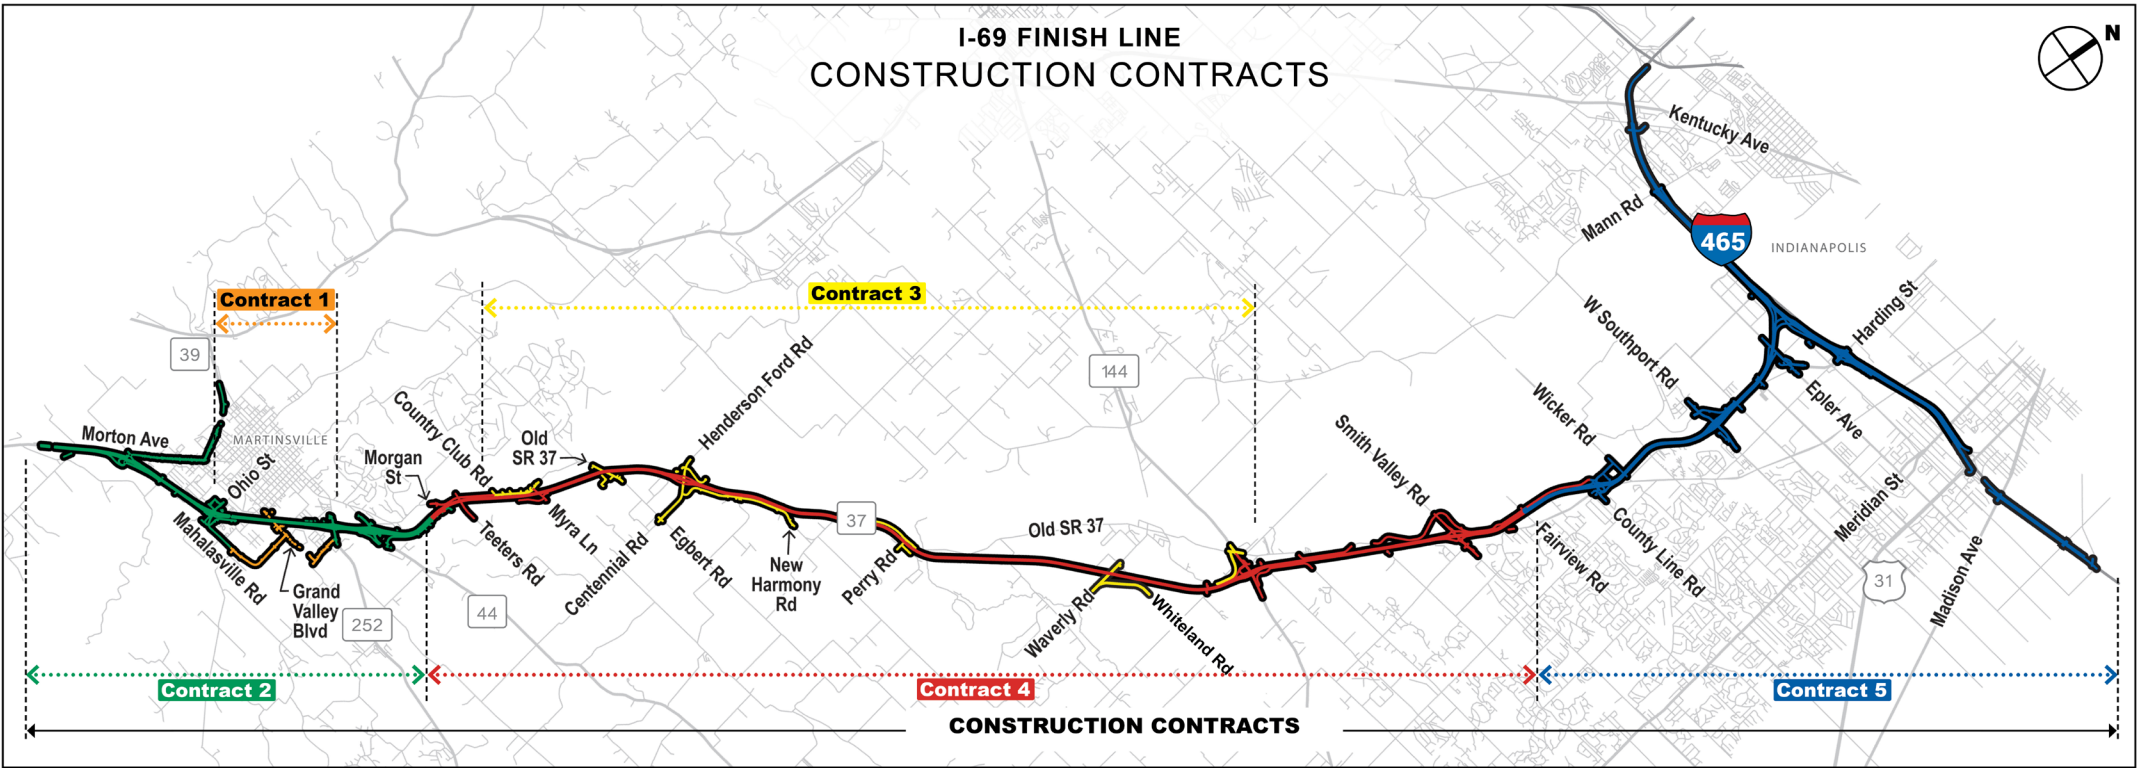 I-69 FINISH LINE
CONSTRUCTION CONTRACTS
N
Kentucky Ave
Mann Rd
465
INDIANAPOLIS
Contract 1
Contract 3
Harding St
W Southport Rd
39
144
Henderson Ford Rd
Epler Ave
Wicker Rd
Country Club Rd
Smith Valley Rd
Morton Ave
MARTINSVILLE
Old
SR 37
Morgan
St
Ohio St
Meridian St
37
Old SR 37
Mahalasville Rd
Myra Ln
Teeters Rd
Centennial Rd
Egbert Rd
New
Harmony
Rd
Perry Rd
Fairview Rd
County Line Rd
31
Madison Ave
Grand
Valley
Blvd
252
44
Waverly Rd
Whiteland Rd
Contract 2
Contract 4
Contract 5
CONSTRUCTION CONTRACTS